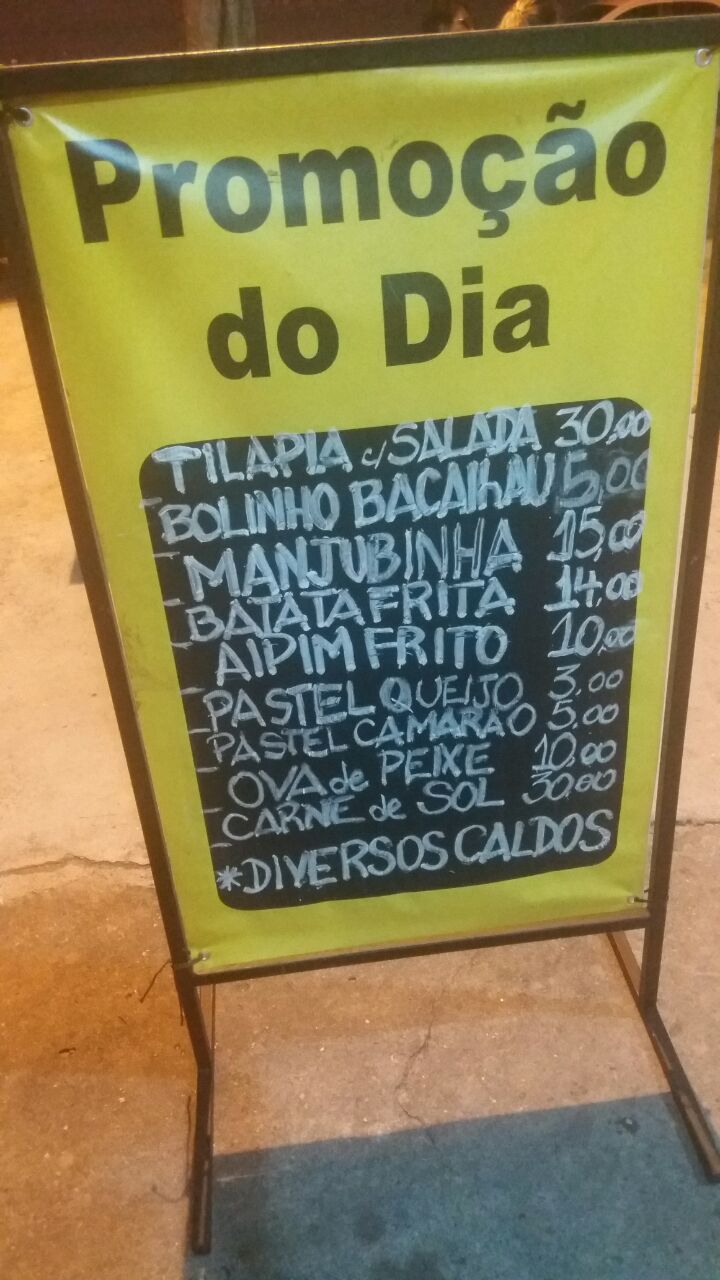 Promoção
do Dia
TILAPIA c/SALADA 30,00
BOLINHO BACAlhAU 5,00
MANJUBINHA 15,00
BATATA FRITA 14,00
AIPIM FRITO 10,00
PASTEL QUEIJO 3,00
PASTEL CAMARÃO 5,00
OVA de PEIXE 10,00
CARNE de SOL 30,00
*DIVERSOS CALDOS